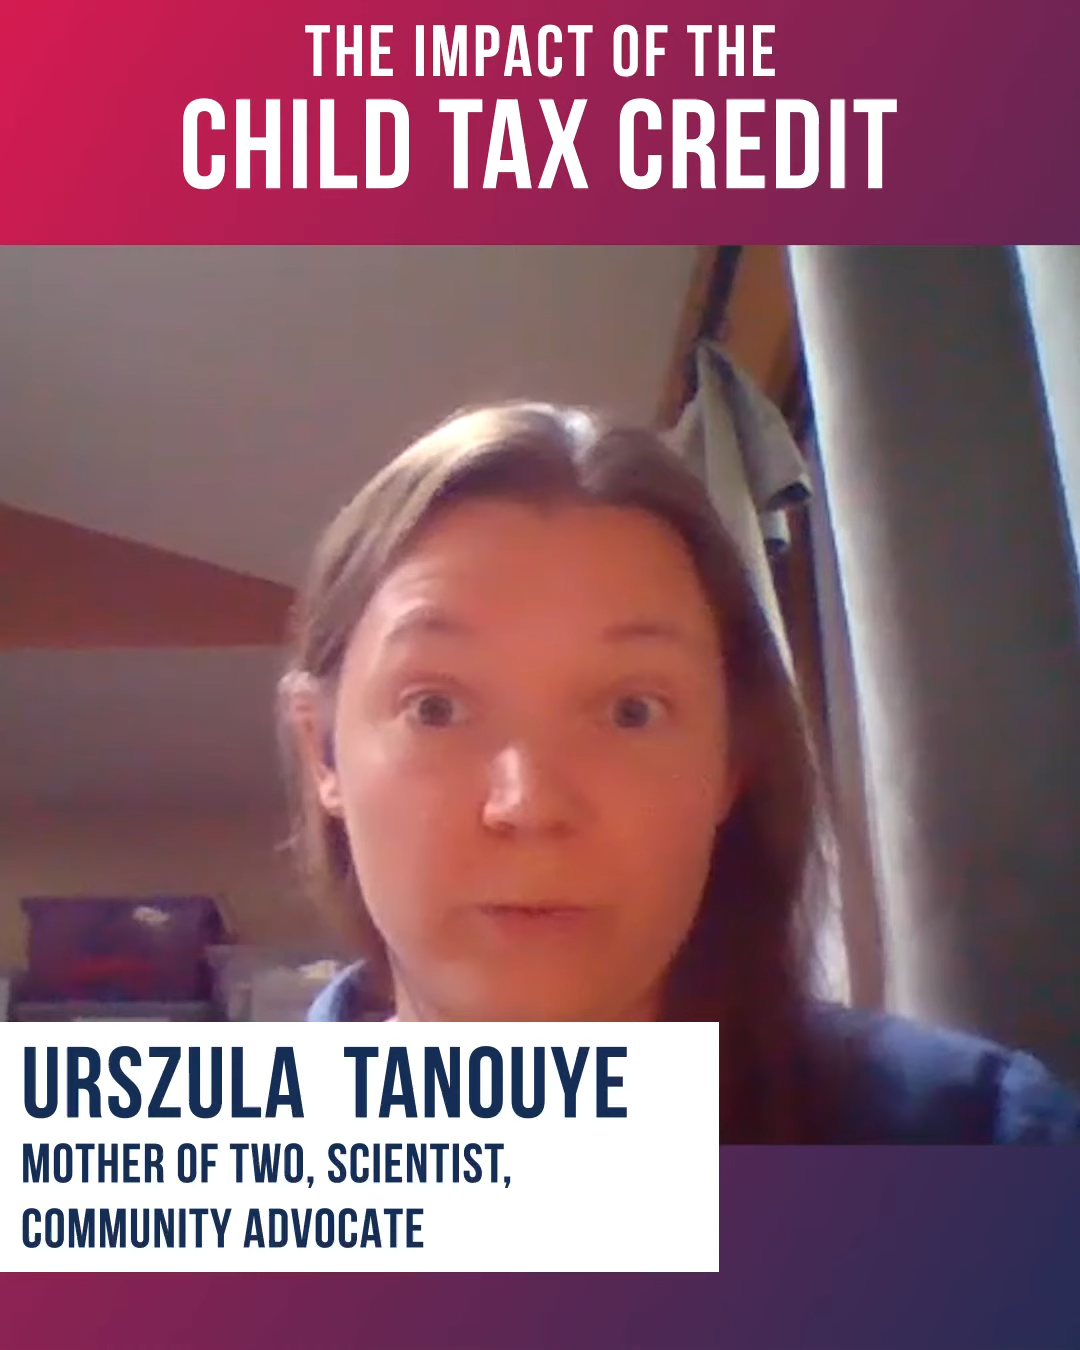 THE IMPACT OF THE
CHILD TAX CREDIT
URSZULA TANOUYE
MOTHER OF TWO, SCIENTIST,
COMMUNITY ADVOCATE